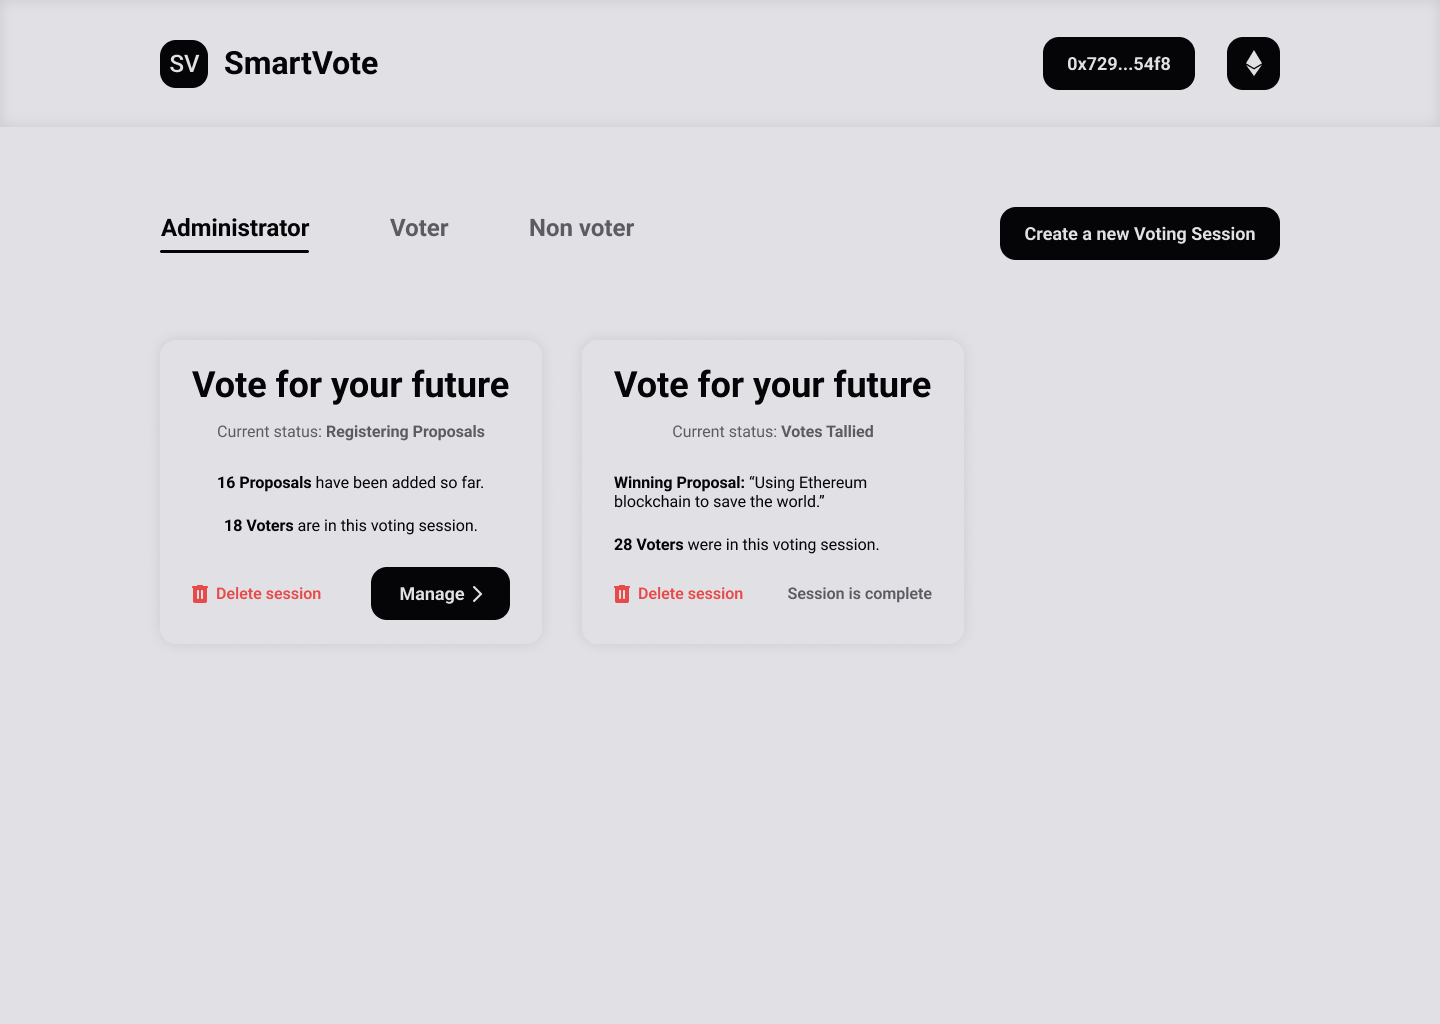 SV SmartVote
0x729...54f8
Administrator
Voter
Non voter
Create a new Voting Session
Vote for your future
Current status: Registering Proposals
16 Proposals have been added so far.
18 Voters are in this voting session.
Delete session
Manage
Vote for your future
Current status: Votes Tallied
Winning Proposal: “Using Ethereum
blockchain to save the world.”
28 Voters were in this voting session.
Delete session
Session is complete